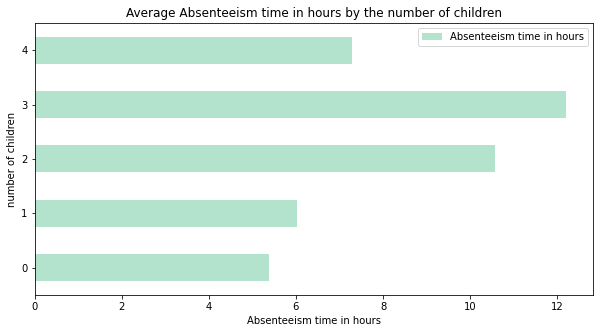 Average Absenteeism time in hours by the number of children
Absenteeism time in hours
number of children
4
3
2
1
0
0 2 4 6 8 10 12
Absenteeism time in hours